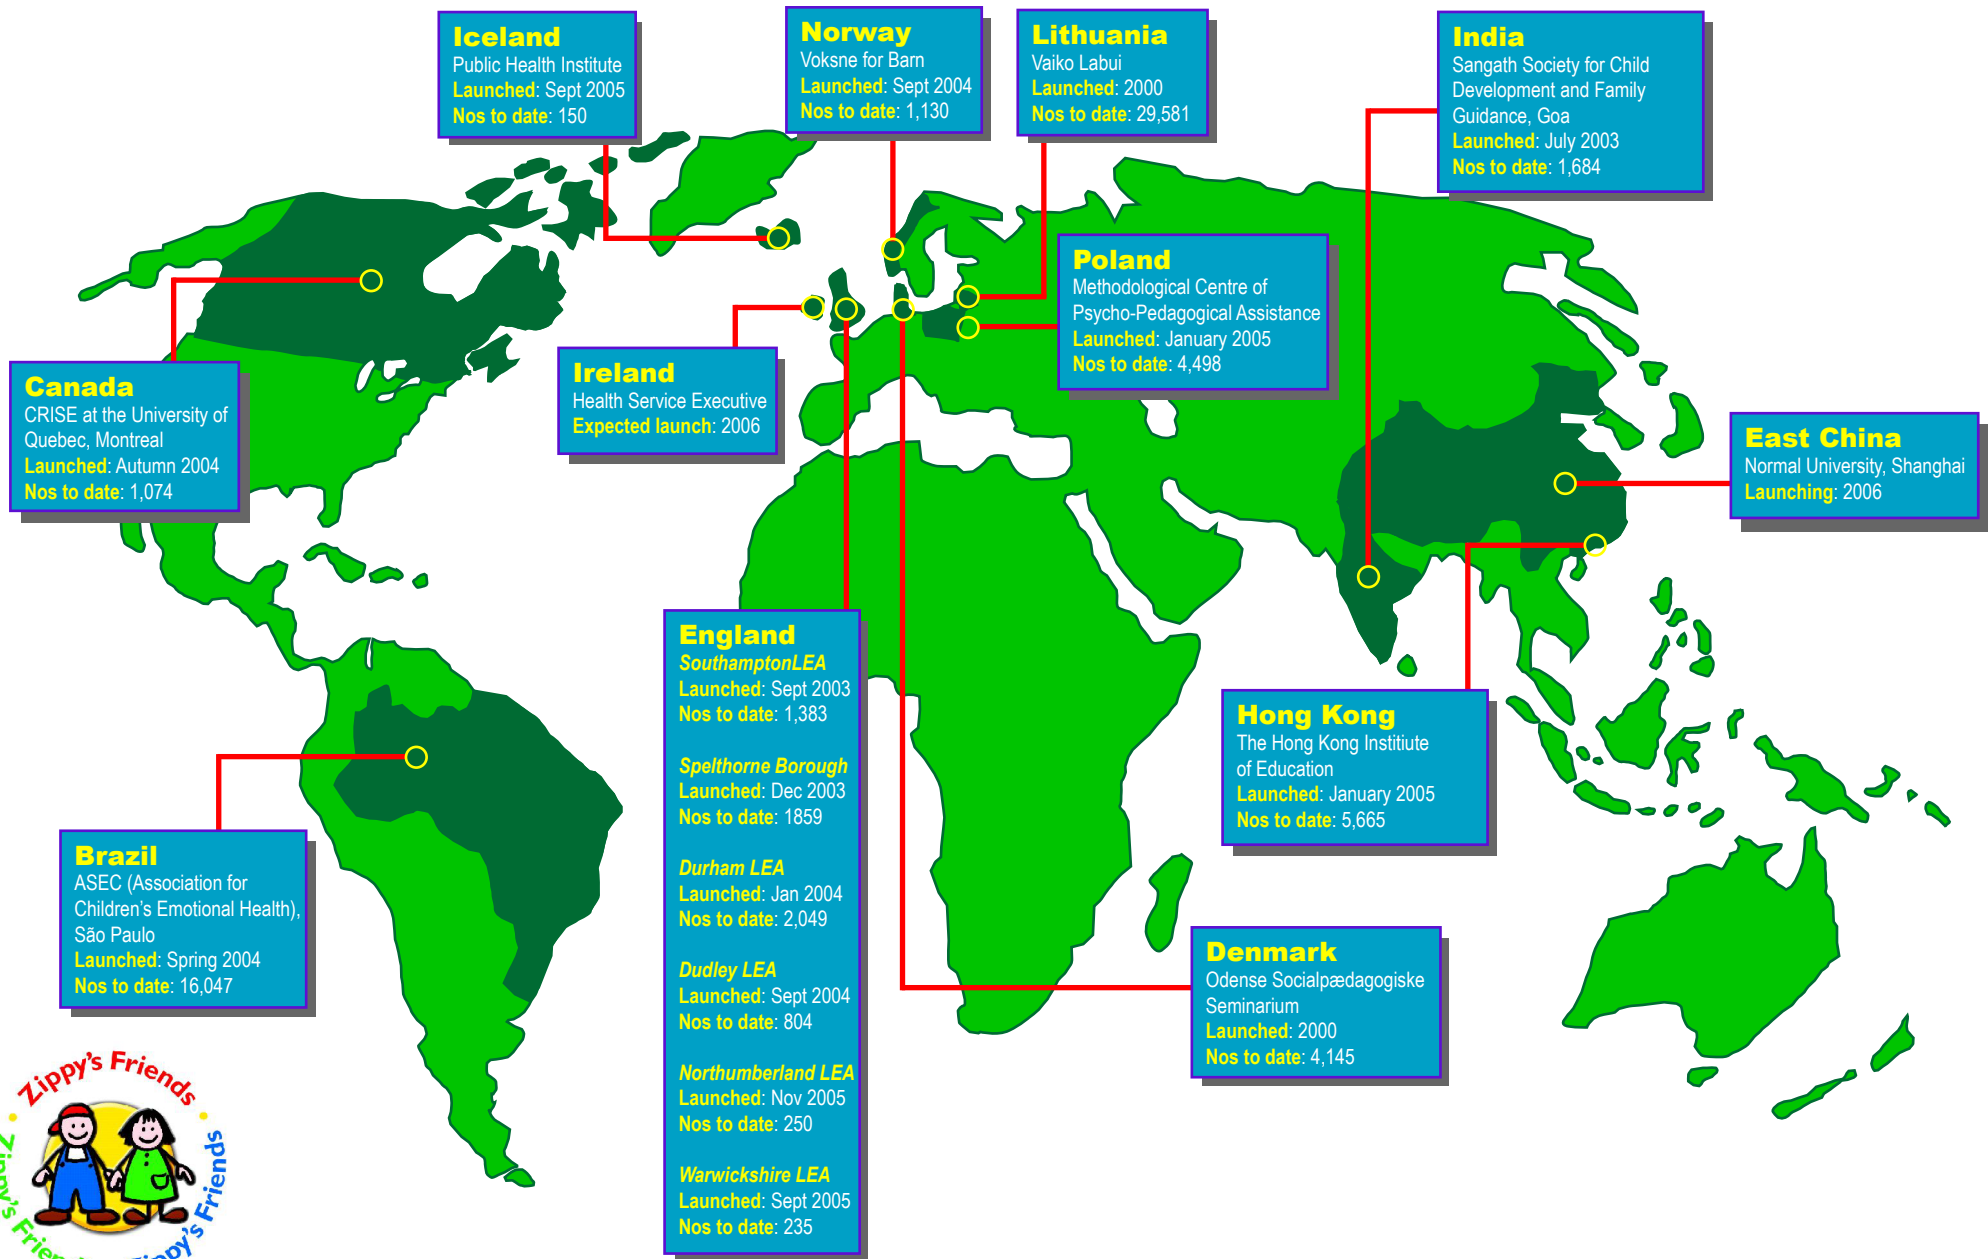 Iceland
Public Health Institute
Launched: Sept 2005
Nos to date: 150
Norway
Voksne for Barn
Launched: Sept 2004
Nos to date: 1,130
Lithuania
Vaiko Labui
Launched: 2000
Nos to date: 29,581
India
Sangath Society for Child
Development and Family
Guidance, Goa
Launched: July 2003
Nos to date: 1,684
Poland
Methodological Centre of
Psycho-Pedagogical Assistance
Launched: January 2005
Nos to date: 4,498
Canada
CRISE at the University of
Quebec, Montreal
Launched: Autumn 2004
Nos to date: 1,074
Ireland
Health Service Executive
Expected launch: 2006
East China
Normal University, Shanghai
Launching: 2006
England
SouthamptonLEA
Launched: Sept 2003
Nos to date: 1,383
Spelthorne Borough
Launched: Dec 2003
Nos to date: 1859
Durham LEA
Launched: Jan 2004
Nos to date: 2,049
Dudley LEA
Launched: Sept 2004
Nos to date: 804
Northumberland LEA
Launched: Nov 2005
Nos to date: 250
Warwickshire LEA
Launched: Sept 2005
Nos to date: 235
Hong Kong
The Hong Kong Institiute
of Education
Launched: January 2005
Nos to date: 5,665
Brazil
ASEC (Association for
Children's Emotional Health),
São Paulo
Launched: Spring 2004
Nos to date: 16,047
Denmark
Odense Socialpædagogiske
Seminarium
Launched: 2000
Nos to date: 4,145
Zippy's Friends
Zippy's Friends